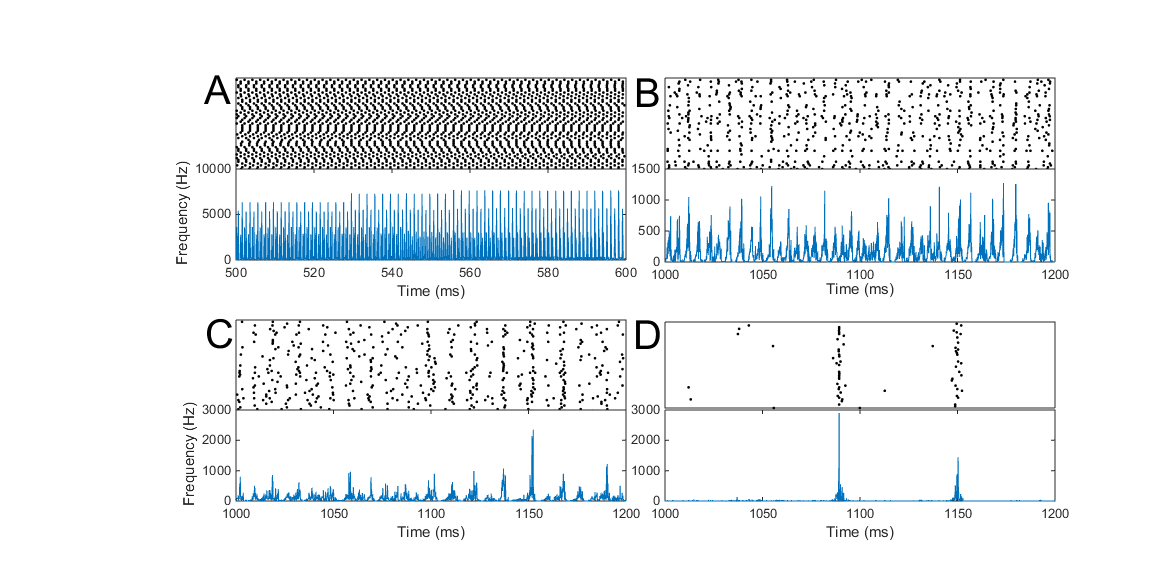 A
B
10000
5000
0
Frequency (Hz)
500 520 540 560 580 600
Time (ms)
1500
1000
500
0
1000 1050 1100 1150 1200
Time (ms)
C
D
3000
2000
1000
0
Frequency (Hz)
1000 1050 1100 1150 1200
Time (ms)
3000
2000
1000
0
1000 1050 1100 1150 1200
Time (ms)